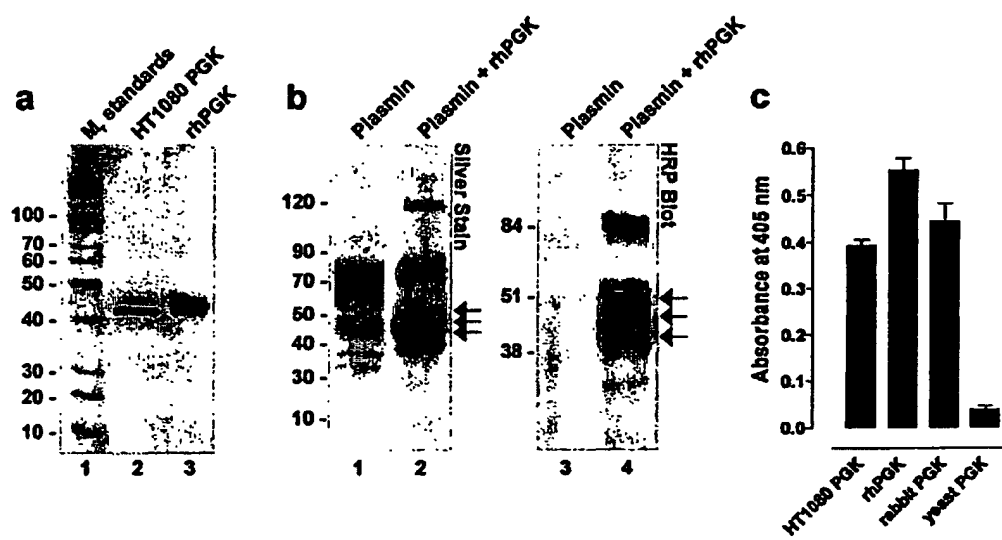 a
M_r standards
HT1080 PGK
rhPGK
100 -
70 -
60 -
50 -
40 -
30 -
20 -
10 -
1 2 3
b
Plasmin
Plasmin + rhPGK
Silver Stain
120 -
90 -
70 -
50 -
40 -
30 -
10 -
1 2
Plasmin
Plasmin + rhPGK
HRP Blot
84 -
51 -
38 -
3 4
c
Absorbance at 405 nm
0.6
0.5
0.4
0.3
0.2
0.1
0.0
HT1080 PGK
rhPGK
rabbit PGK
yeast PGK